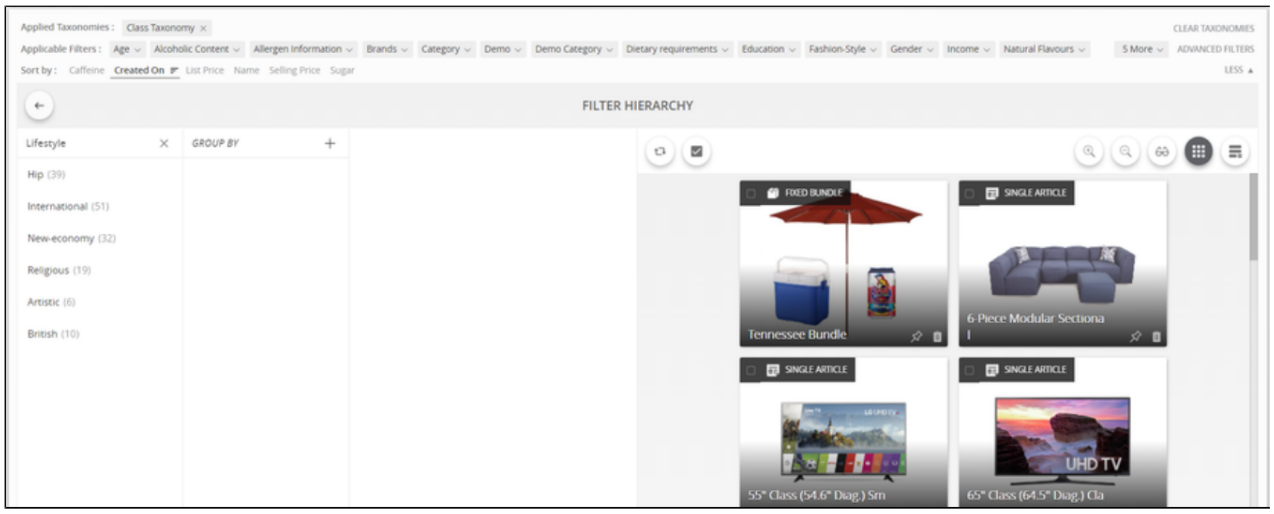 Applied Taxonomies : Class Taxonomy × CLEAR TAXONOMIES
Applicable Filters : Age Alcoholic Content Allergen Information Brands Category Demo Demo Category Dietary requirements Education Fashion-Style Gender Income Natural Flavours 5 More ADVANCED FILTERS
Sort by : Caffeine Created On List Price Name Selling Price Sugar LESS
FILTER HIERARCHY
Lifestyle × GROUP BY +
Hip (39)
International (51)
New-economy (32)
Religious (19)
Artistic (6)
British (10)
FIXED BUNDLE
Tennessee Bundle
SINGLE ARTICLE
6-Piece Modular Sectiona
l
SINGLE ARTICLE
LG UHD TV
55" Class (54.6" Diag.) Sm
SINGLE ARTICLE
UHD TV
65" Class (64.5" Diag.) Cla